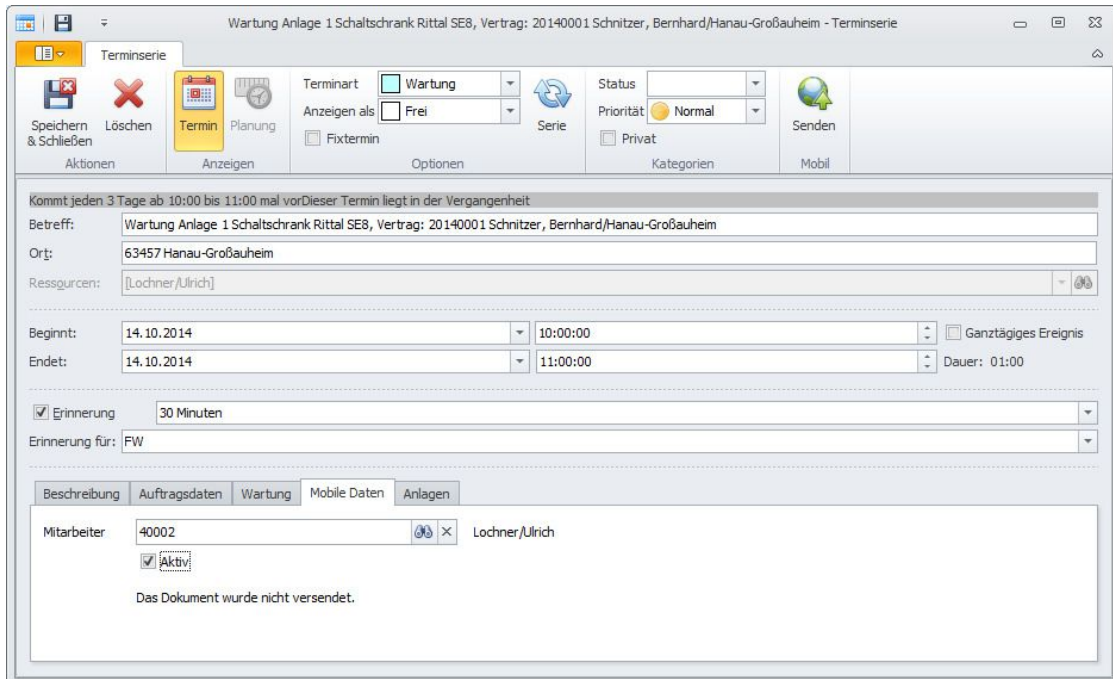 Wartung Anlage 1 Schaltschrank Rittal SE8, Vertrag: 20140001 Schnitzer, Bernhard/Hanau-Großauheim - Terminserie
Terminserie
Speichern & Schließen
Löschen
Aktionen
Termin
Planung
Anzeigen
Terminart Wartung
Anzeigen als Frei
Fixtermin
Serie
Optionen
Status
Priorität Normal
Privat
Kategorien
Senden
Mobil
Kommt jeden 3 Tage ab 10:00 bis 11:00 mal vorDieser Termin liegt in der Vergangenheit
Betreff: Wartung Anlage 1 Schaltschrank Rittal SE8, Vertrag: 20140001 Schnitzer, Bernhard/Hanau-Großauheim
Ort: 63457 Hanau-Großauheim
Ressourcen: [Lochner/Ulrich]
Beginnt: 14.10.2014 10:00:00 Ganztägiges Ereignis
Endet: 14.10.2014 11:00:00 Dauer: 01:00
Erinnerung 30 Minuten
Erinnerung für: FW
Beschreibung Auftragsdaten Wartung Mobile Daten Anlagen
Mitarbeiter 40002 Lochner/Ulrich
Aktiv
Das Dokument wurde nicht versendet.